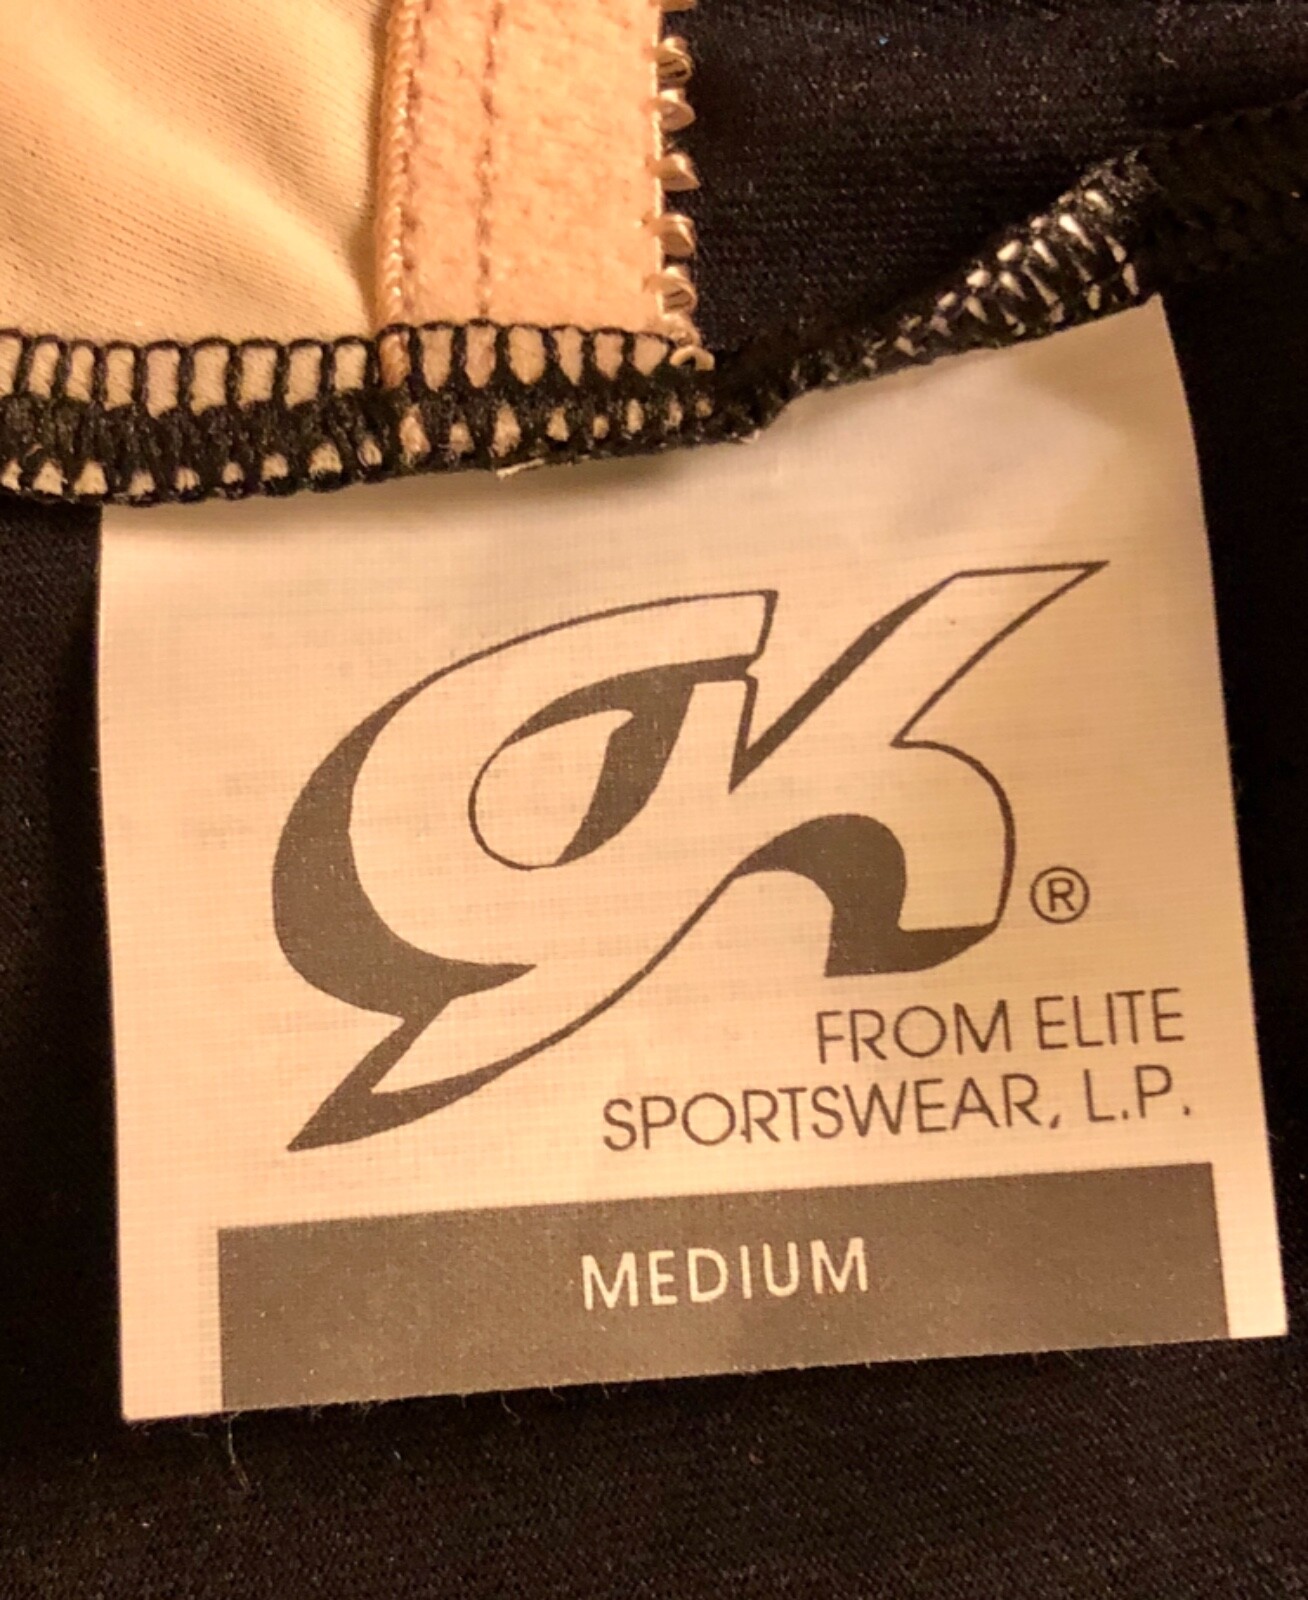 GK®
FROM ELITE
SPORTSWEAR, L.P.
MEDIUM